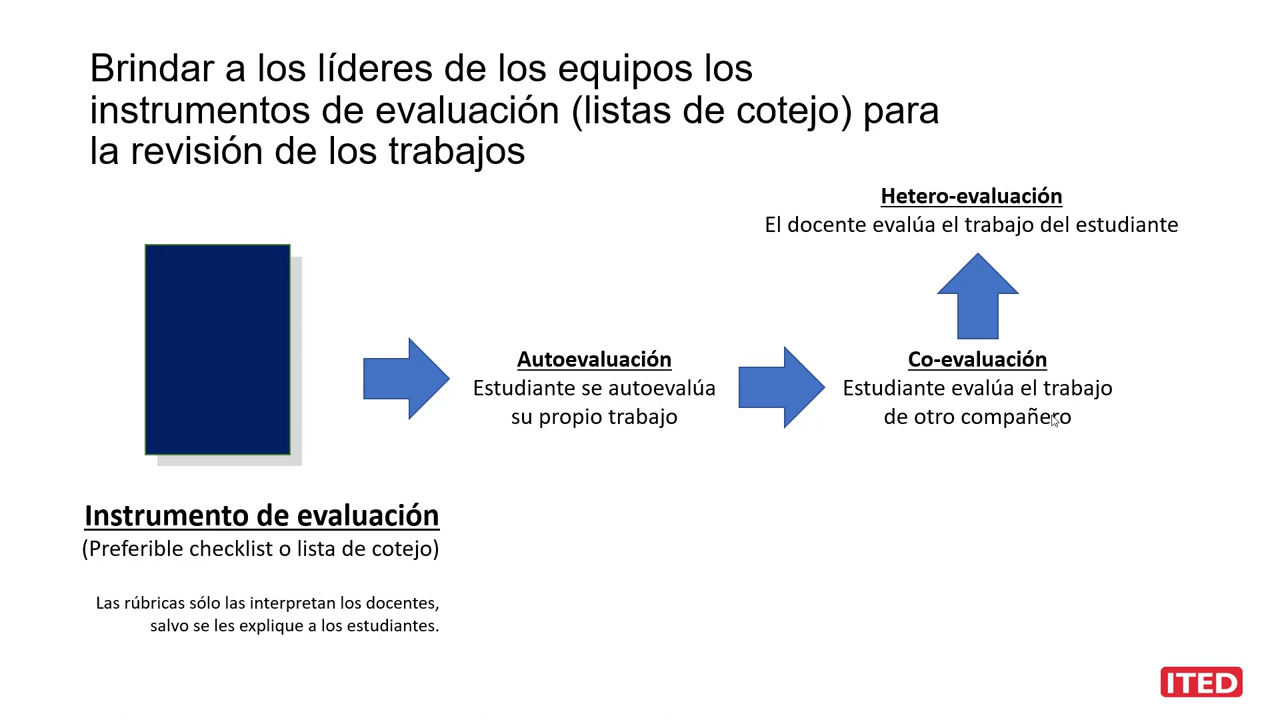 Brindar a los líderes de los equipos los
instrumentos de evaluación (listas de cotejo) para
la revisión de los trabajos
Hetero-evaluación
El docente evalúa el trabajo del estudiante
Autoevaluación
Estudiante se autoevalúa
su propio trabajo
Co-evaluación
Estudiante evalúa el trabajo
de otro compañero
Instrumento de evaluación
(Preferible checklist o lista de cotejo)
Las rúbricas sólo las interpretan los docentes,
salvo se les explique a los estudiantes.
ITED